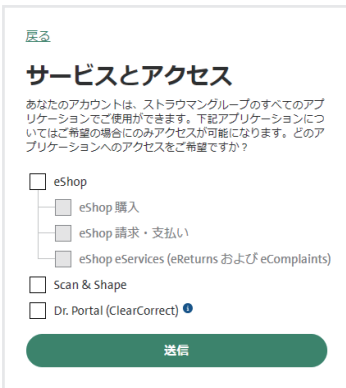 戻る
サービスとアクセス
あなたのアカウントは、ストラウマングループのすべてのアプ
リケーションでご使用ができます。下記アプリケーションにつ
いてはご希望の場合にのみアクセスが可能になります。どのア
プリケーションへのアクセスをご希望ですか？
eShop
eShop 購入
eShop 請求・支払い
eShop eServices (eReturns および eComplaints)
Scan & Shape
Dr. Portal (ClearCorrect) i
送信